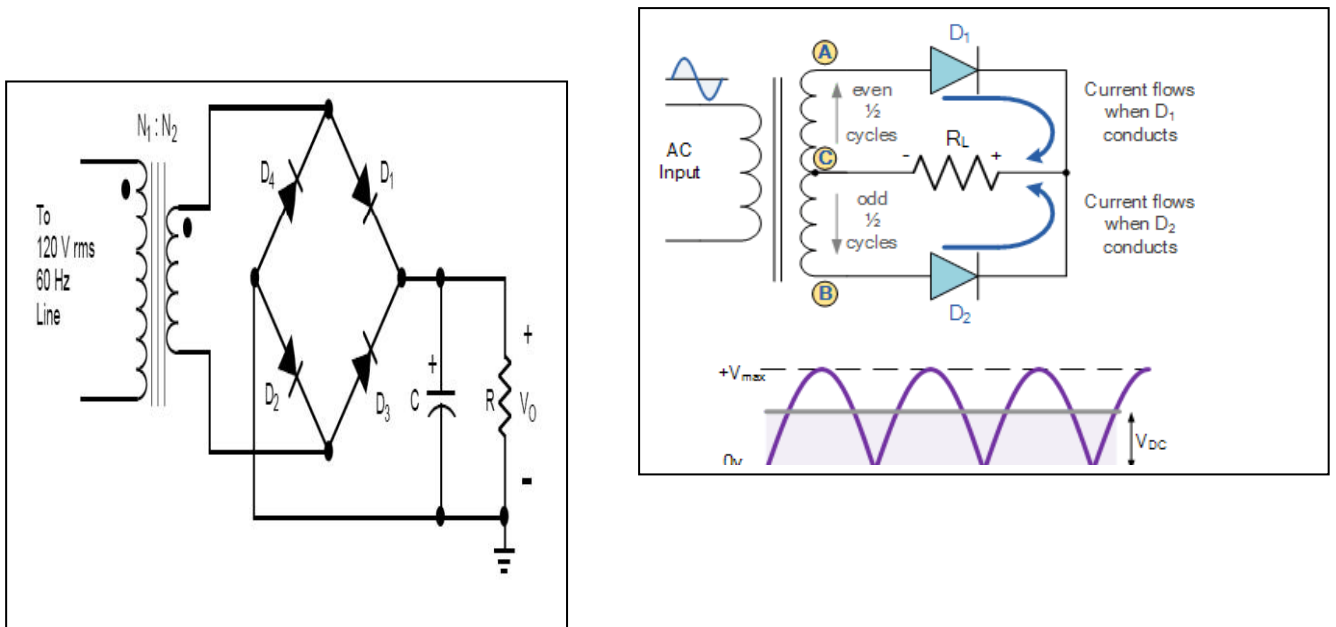 N1 : N2
To
120 V rms
60 Hz
Line
D4
D1
D2
D3
+
C
R
+
VO
-
A
D1
AC
Input
even
½
cycles
C
- RL +
odd
½
cycles
B
D2
Current flows
when D1
conducts
Current flows
when D2
conducts
+Vmax
0v
VDC